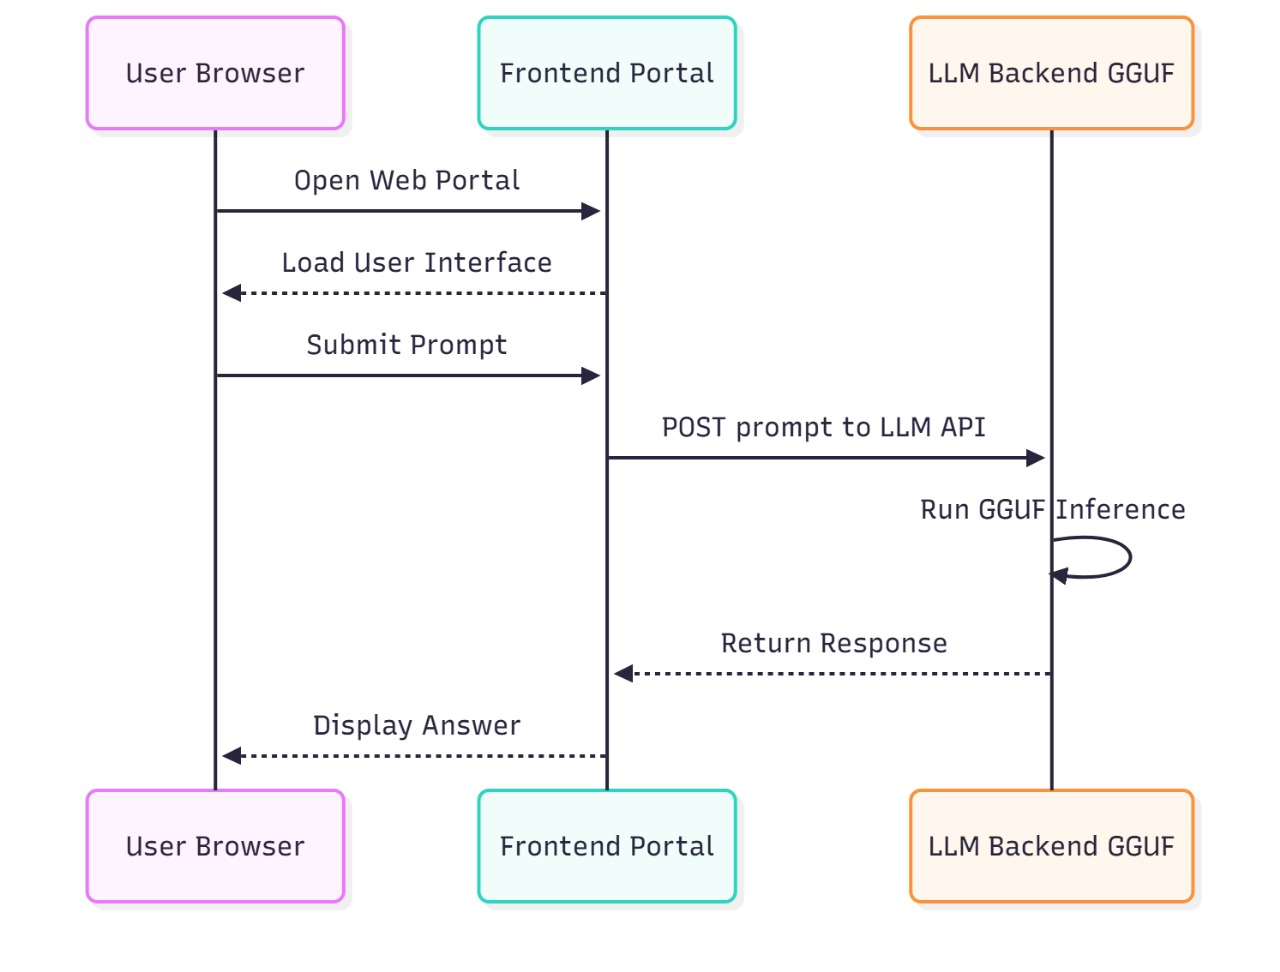 User Browser
Frontend Portal
LLM Backend GGUF
Open Web Portal
Load User Interface
Submit Prompt
POST prompt to LLM API
Run GGUF Inference
Return Response
Display Answer
User Browser
Frontend Portal
LLM Backend GGUF